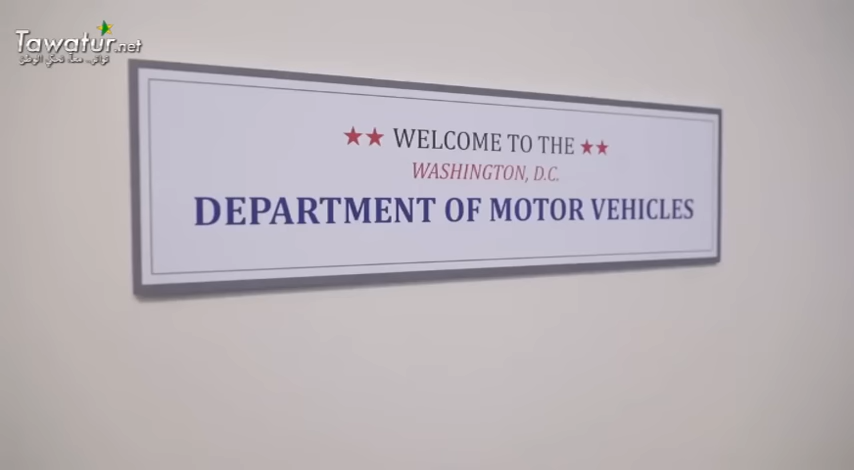 Tawatur.net
★★ WELCOME TO THE ★★
WASHINGTON, D.C.
DEPARTMENT OF MOTOR VEHICLES